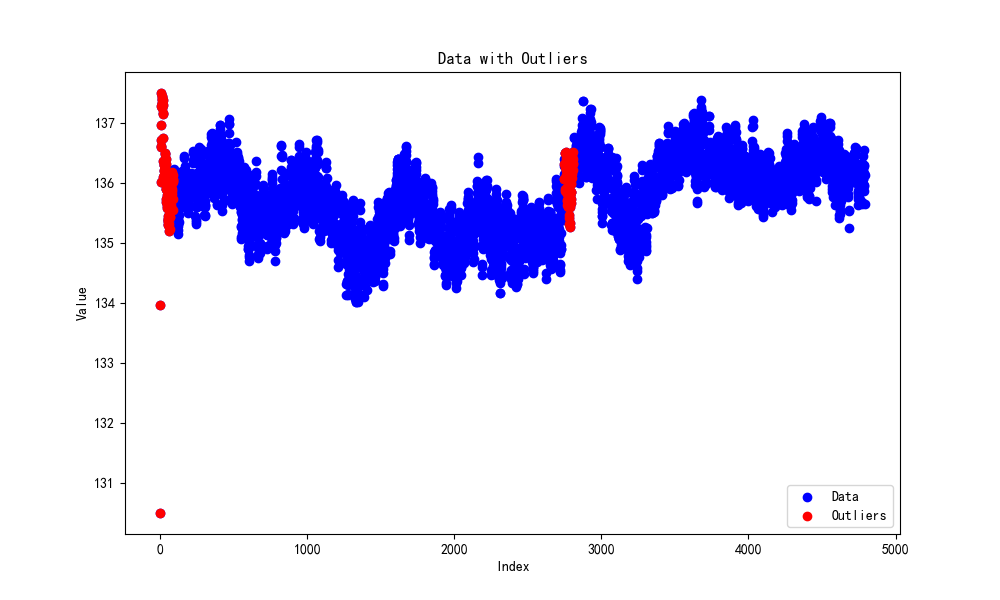 Data with Outliers
137
136
135
134
133
132
131
Value
0
1000
2000
3000
4000
5000
Index
Data
Outliers